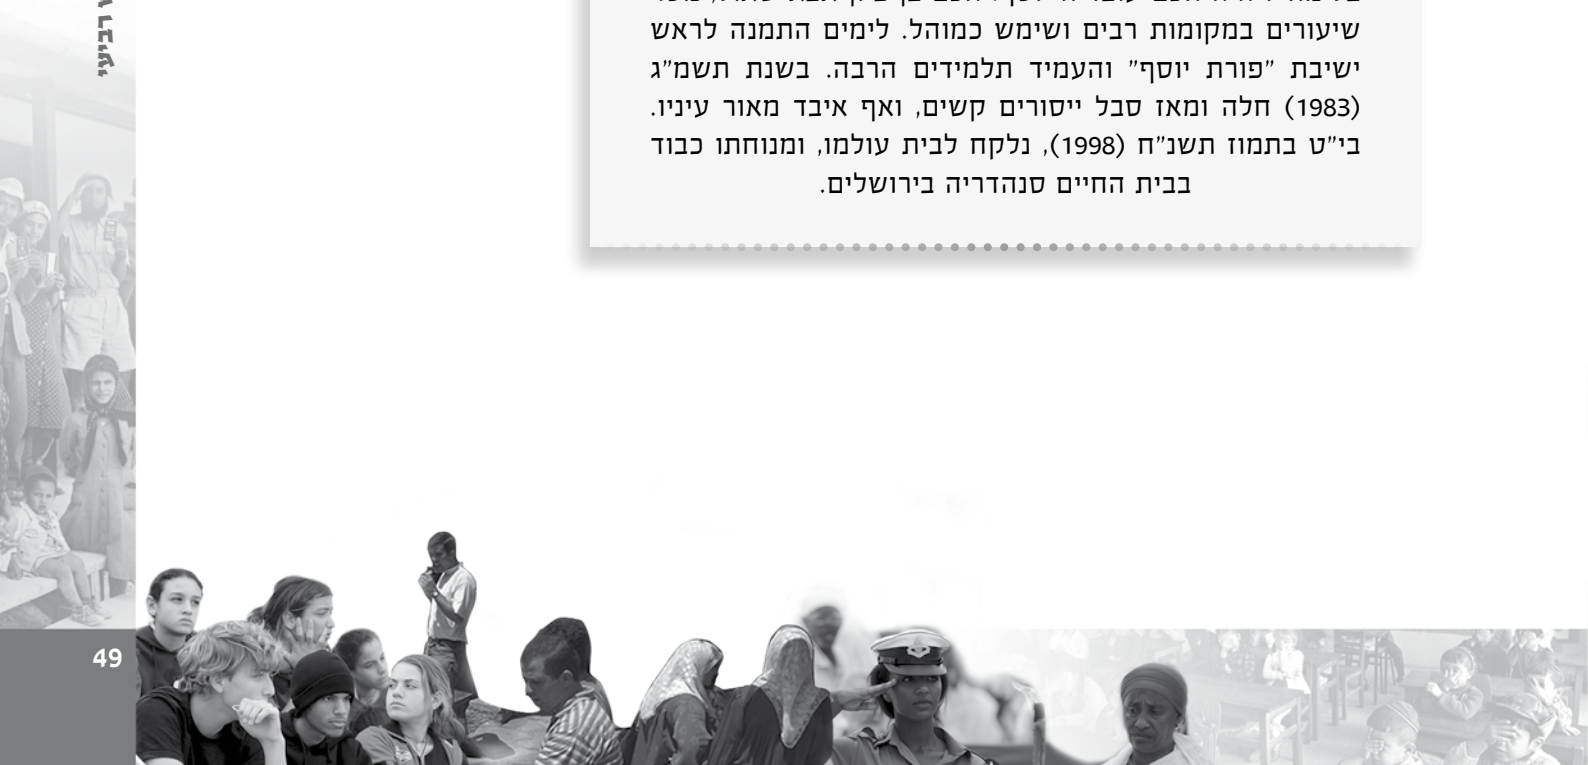 שיעורים במקומות רבים ושימש כמוהל. לימים התמנה לראש
ישיבת "פורת יוסף" והעמיד תלמידים הרבה. בשנת תשמ"ג
(1983) חלה ומאז סבל ייסורים קשים, ואף איבד מאור עיניו.
בי"ט בתמוז תשנ"ח (1998), נלקח לבית עולמו, ומנוחתו כבוד
בבית החיים סנהדריה בירושלים.
רביעי
49